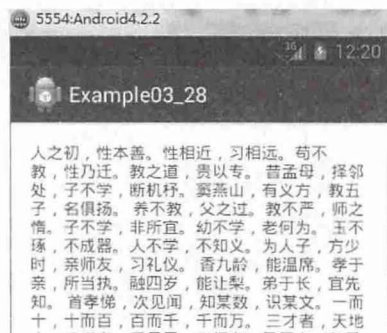 5554:Android4.2.2
3G 12:20
Example03_28
人之初，性本善。性相近，习相远。苟不
教，性乃迁。教之道，贵以专。 昔孟母，择邻
处，子不学，断机杼。窦燕山，有义方，教五
子，名俱扬。 养不教，父之过。教不严，师之
惰。子不学，非所宜。幼不学，老何为。 玉不
琢，不成器。人不学，不知义。为人子，方少
时，亲师友，习礼仪。 香九龄，能温席。孝于
亲，所当执。融四岁，能让梨。弟于长，宜先
知。 首孝悌，次见闻，知某数，识某文。一而
十，十而百，百而千，千而万。 三才者，天地